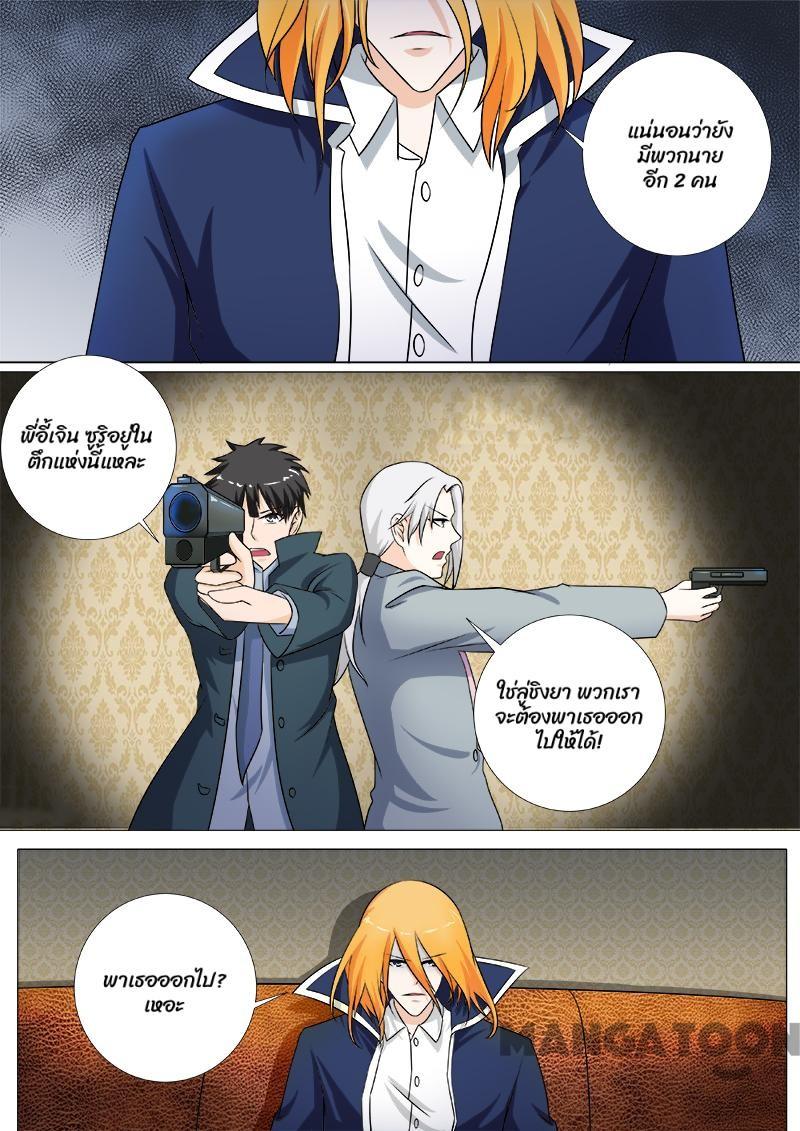 แน่นอนว่ายัง
มีพวกนาย
อีก 2 คน
พี่อี้เจิน ซูริอยู่ใน
ตึกแห่งนี้แหละ
ใช่ลู่ชิงยา พวกเรา
จะต้องพาเธอออก
ไปให้ได้!
พาเธอออกไป?
เหอะ
MANGATOON